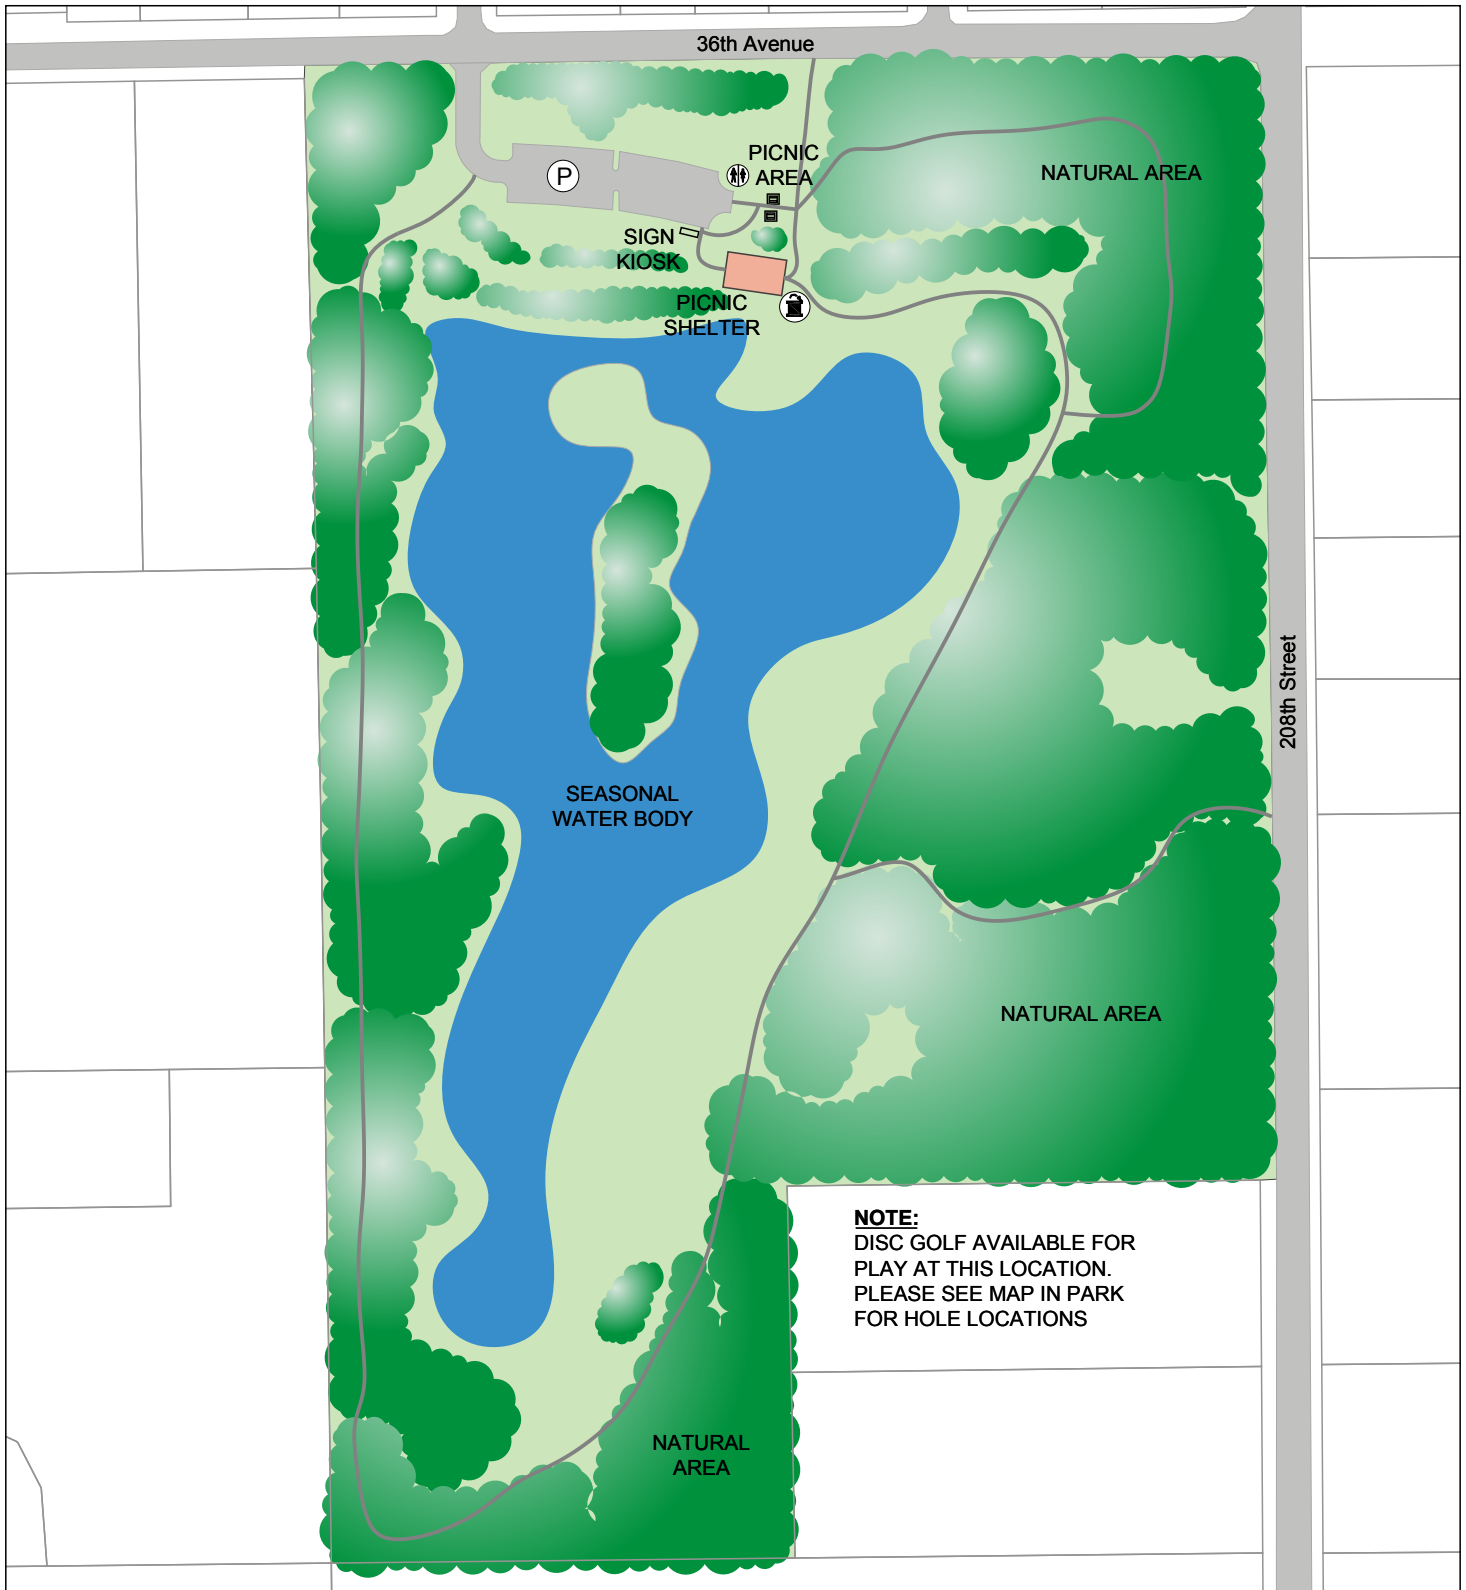 36th Avenue
PICNIC
AREA
NATURAL AREA
P
SIGN
KIOSK
PICNIC
SHELTER
208th Street
SEASONAL
WATER BODY
NATURAL AREA
NOTE:
DISC GOLF AVAILABLE FOR
PLAY AT THIS LOCATION.
PLEASE SEE MAP IN PARK
FOR HOLE LOCATIONS
NATURAL
AREA